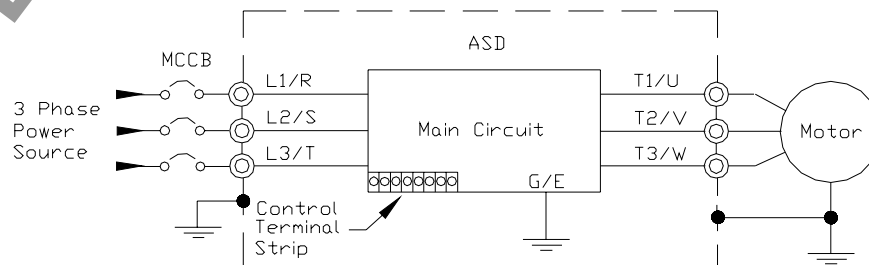 ASD
MCCB
L1/R
T1/U
3 Phase
Power
Source
L2/S
Main Circuit
T2/V
Motor
L3/T
T3/W
G/E
Control
Terminal
Strip